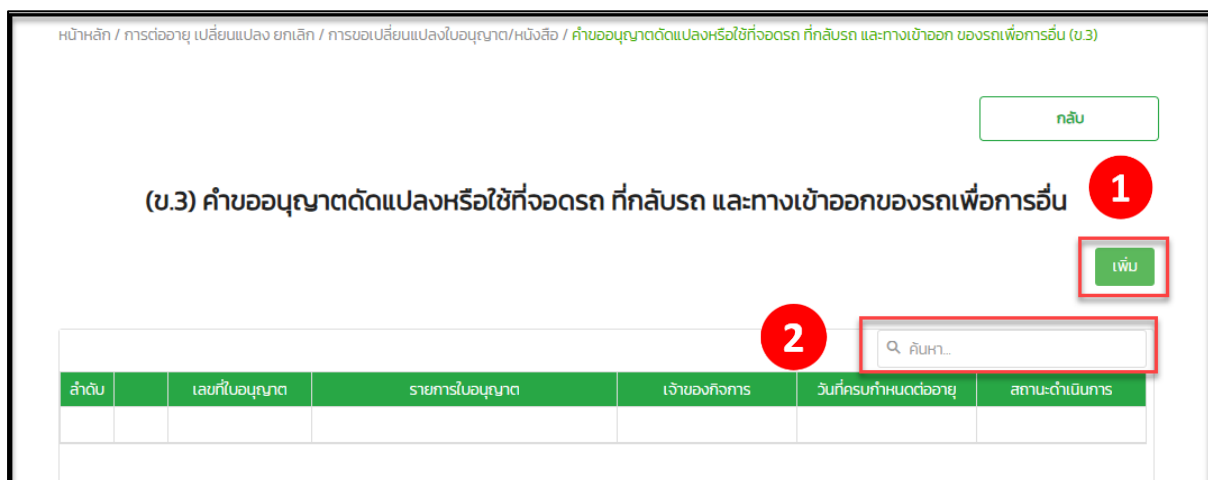 หน้าหลัก / การต่ออายุ เปลี่ยนแปลง ยกเลิก / การขอเปลี่ยนแปลงใบอนุญาต/หนังสือ / คำขออนุญาตดัดแปลงหรือใช้ที่จอดรถ ที่กลับรถ และทางเข้าออก ของรถเพื่อการอื่น (ข.3)
กลับ
(ข.3) คำขออนุญาตดัดแปลงหรือใช้ที่จอดรถ ที่กลับรถ และทางเข้าออกของรถเพื่อการอื่น
1
เพิ่ม
2
ค้นหา...
ลำดับ เลขที่ใบอนุญาต รายการใบอนุญาต เจ้าของกิจการ วันที่ครบกำหนดต่ออายุ สถานะดำเนินการ